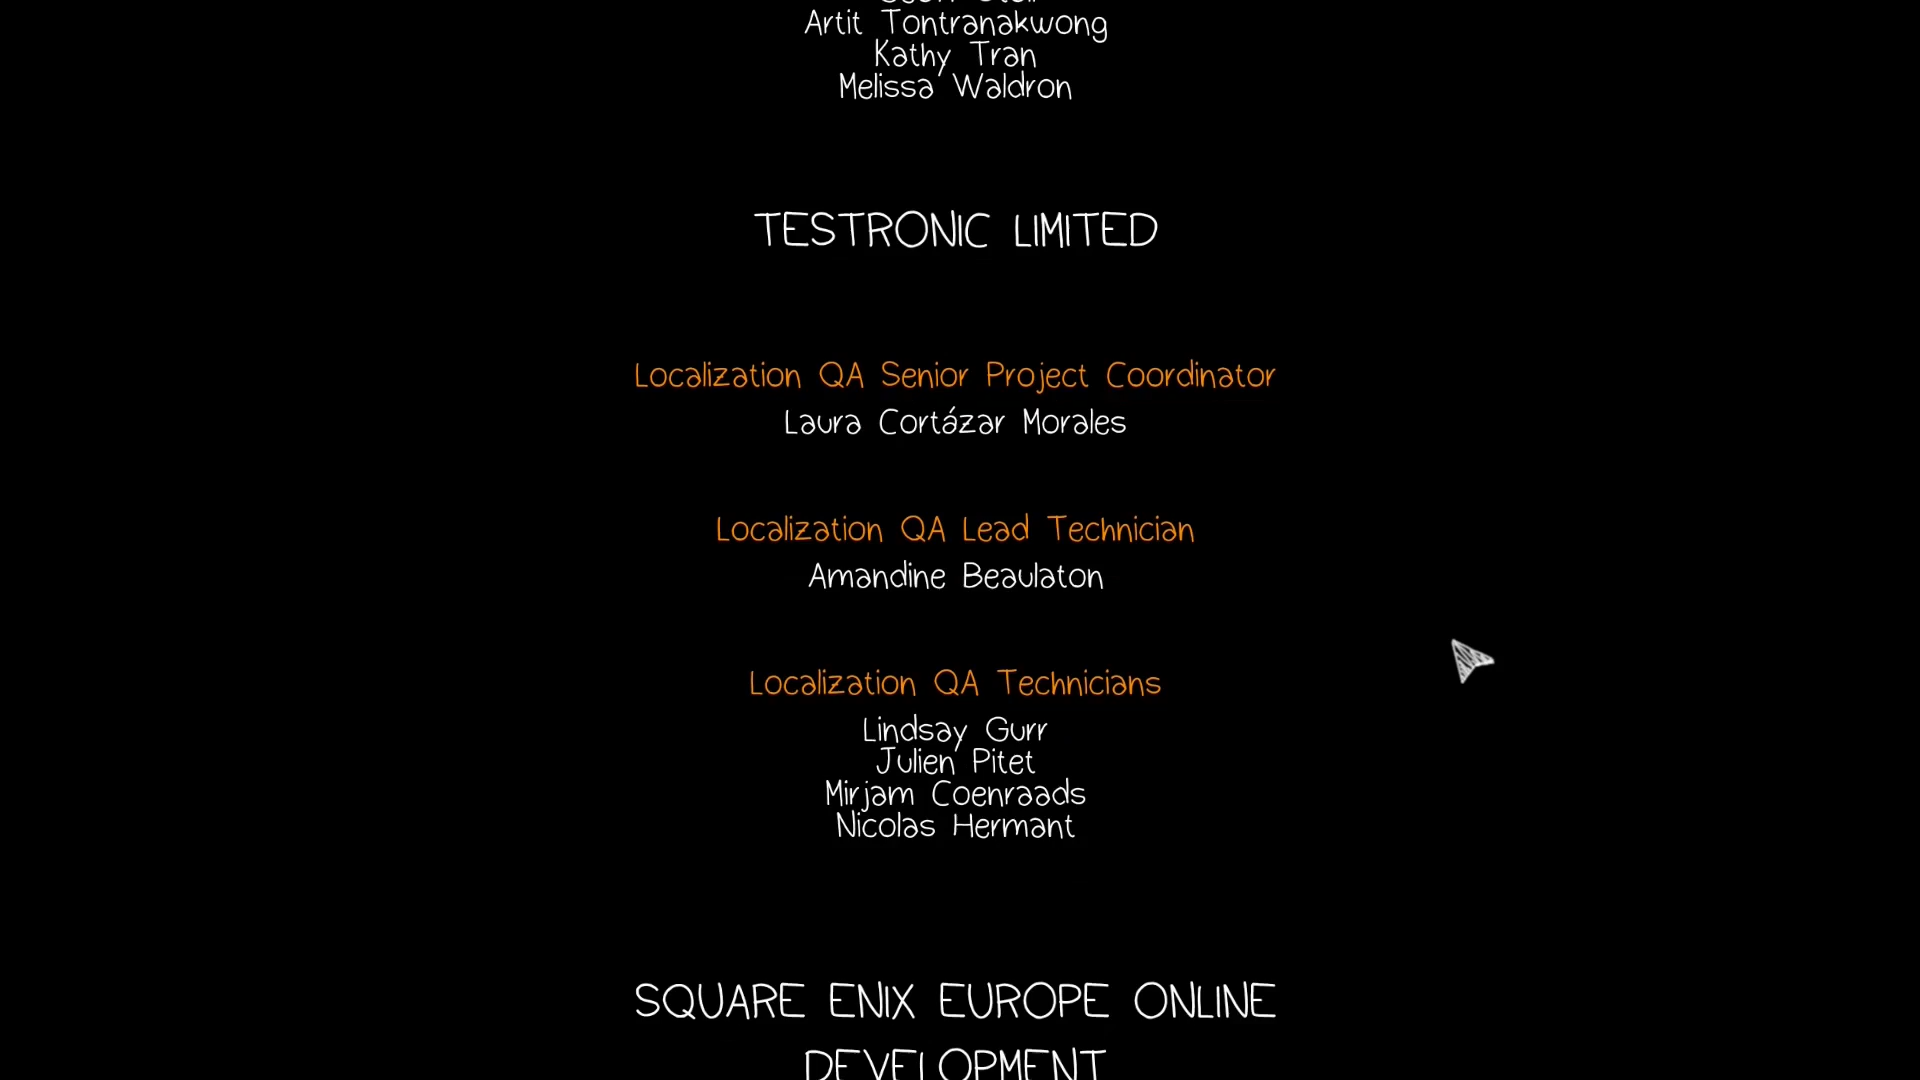 Artit Tontranakwong
Kathy Tran
Melissa Waldron
TESTRONIC LIMITED
Localization QA Senior Project Coordinator
Laura Cortázar Morales
Localization QA Lead Technician
Amandine Beaulaton
Localization QA Technicians
Lindsay Gurr
Julien Pitet
Mirjam Coenraads
Nicolas Hermant
SQUARE ENIX EUROPE ONLINE
DEVELOPMENT